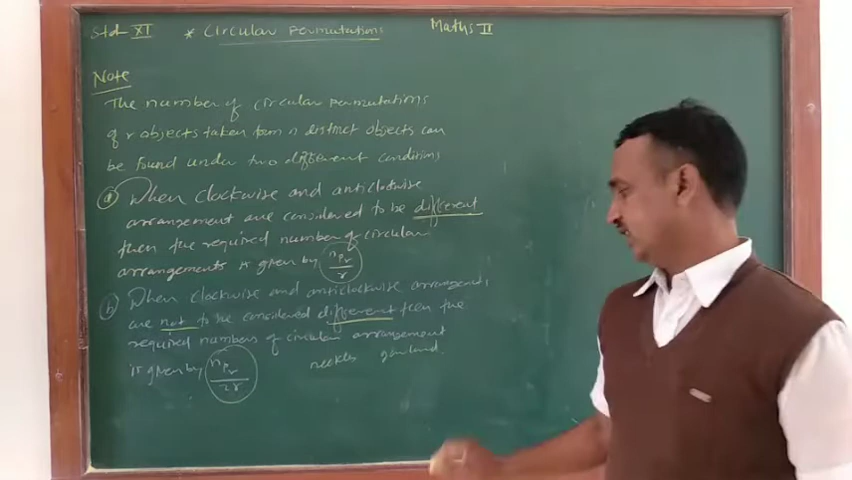 Std XI * Circular Permutations Maths II
Note
The number of circular Permutations
of r objects taken from n distinct objects can
be found under two different conditions
(a) When clockwise and anticlockwise
arrangement are considered to be different
then the required number of circular
arrangements is given by nPr/r
(b) When clockwise and anticlockwise arrangements
are not to be considered different then the
required numbers of circular arrangement
is given by nPr/2r neckles garland.